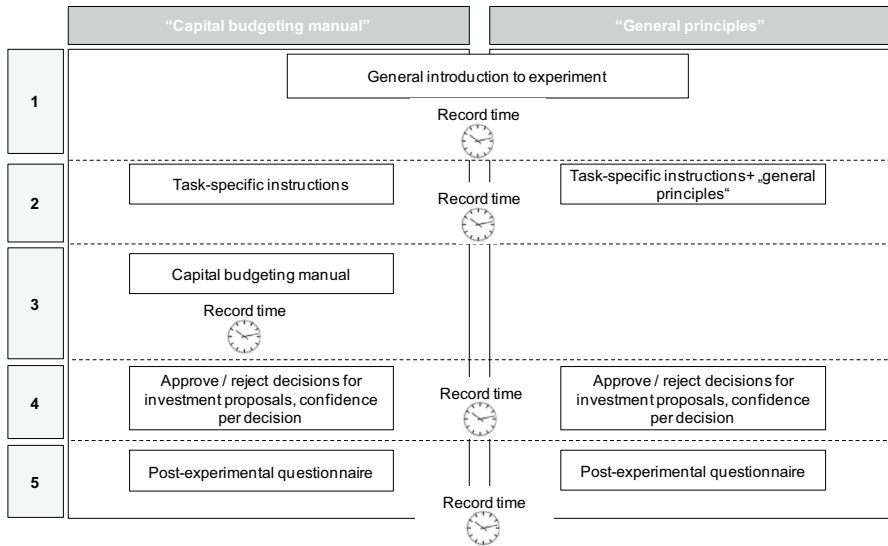 “Capital budgeting manual”
“General principles”
1
General introduction to experiment
Record time
2
Task-specific instructions
Task-specific instructions+ „general
principles“
Record time
3
Capital budgeting manual
Record time
4
Approve / reject decisions for
investment proposals, confidence
per decision
Record time
Approve / reject decisions for
investment proposals, confidence
per decision
5
Post-experimental questionnaire
Post-experimental questionnaire
Record time